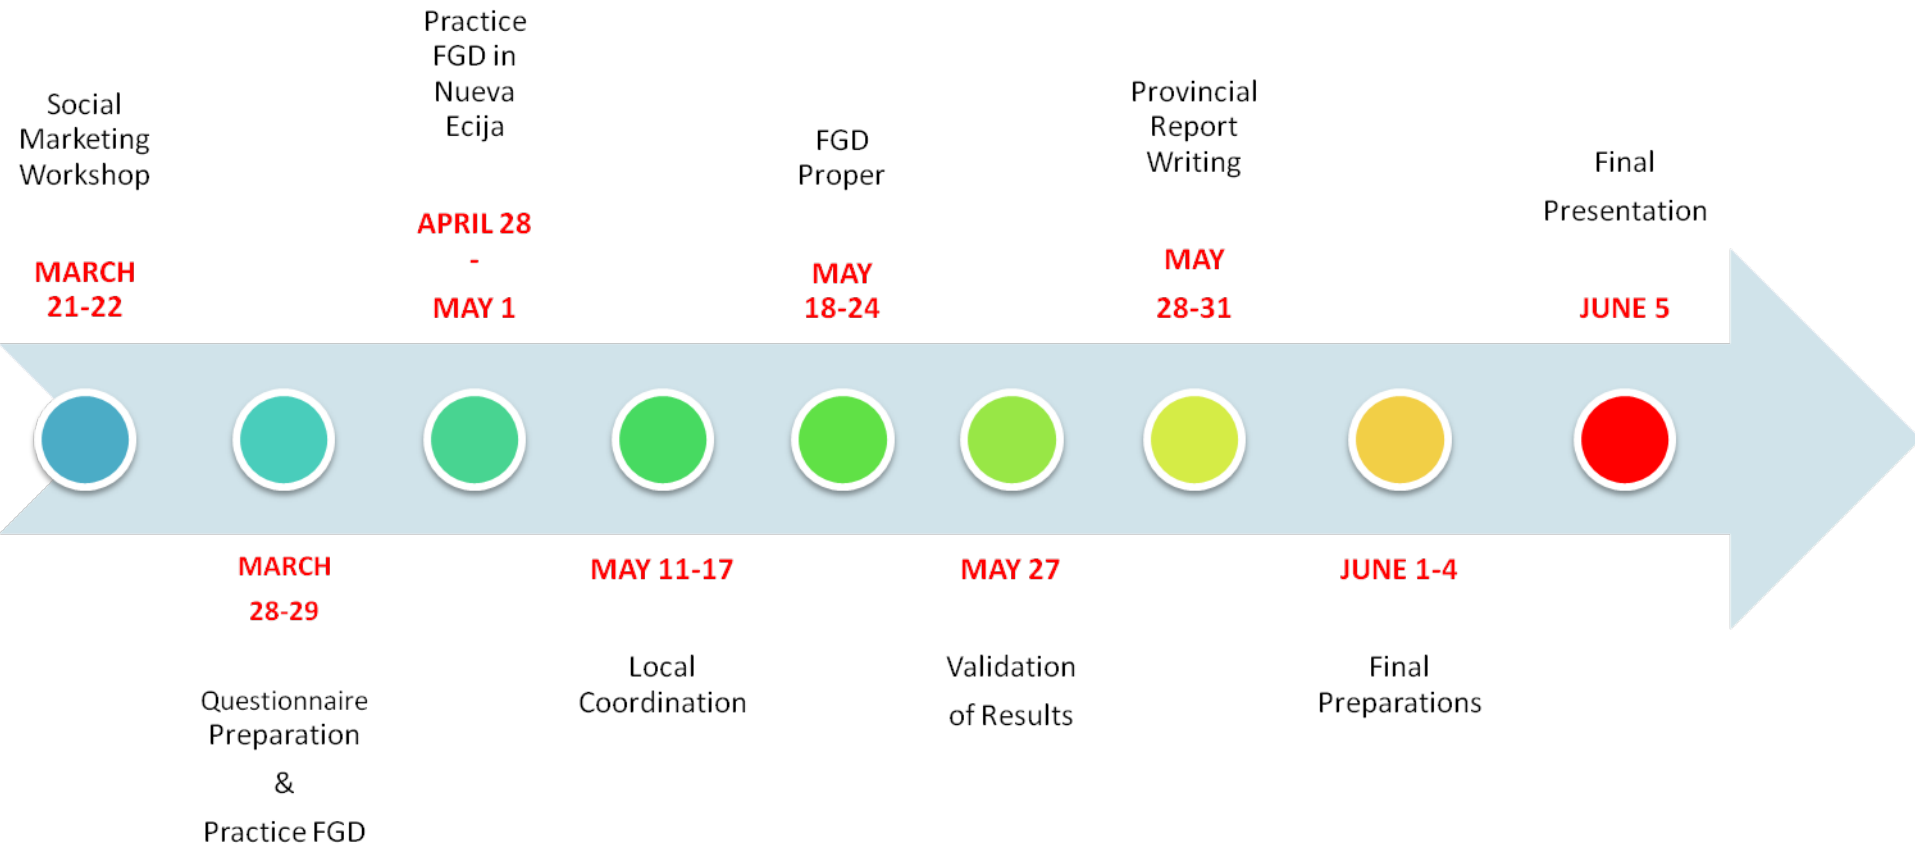 Social
Marketing
Workshop
MARCH
21-22
MARCH
28-29
Questionnaire
Preparation
&
Practice FGD
Practice
FGD in
Nueva
Ecija
APRIL 28
-
MAY 1
MAY 11-17
Local
Coordination
FGD
Proper
MAY
18-24
MAY 27
Validation
of Results
Provincial
Report
Writing
MAY
28-31
JUNE 1-4
Final
Preparations
Final
Presentation
JUNE 5